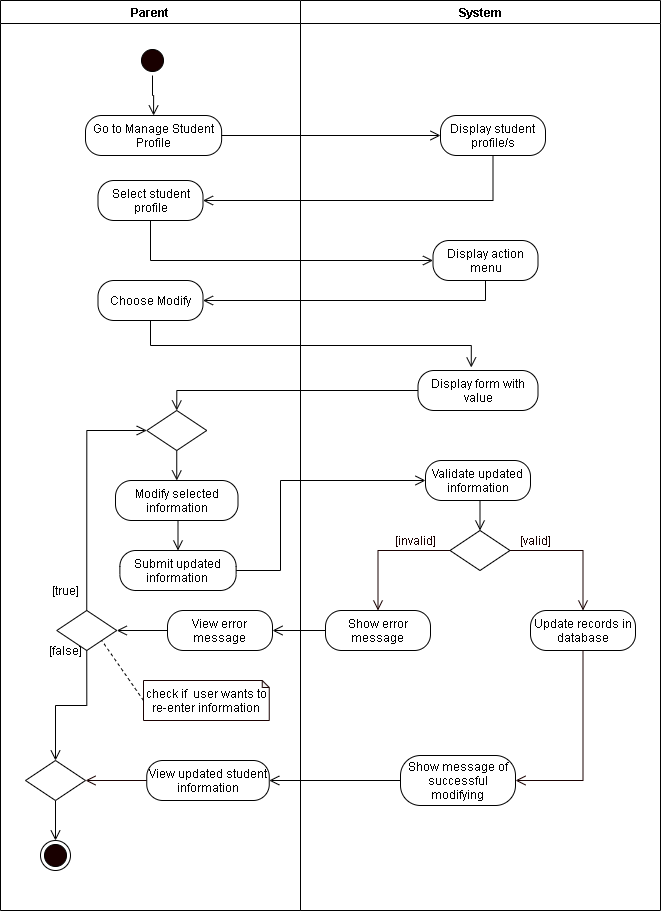 Parent
System
Go to Manage Student
Profile
Display student
profile/s
Select student
profile
Display action
menu
Choose Modify
Display form with
value
Modify selected
information
Validate updated
information
Submit updated
information
[invalid]
[valid]
[true]
View error
message
Show error
message
Update records in
database
[false]
check if  user wants to
re-enter information
View updated student
information
Show message of
successful
modifying